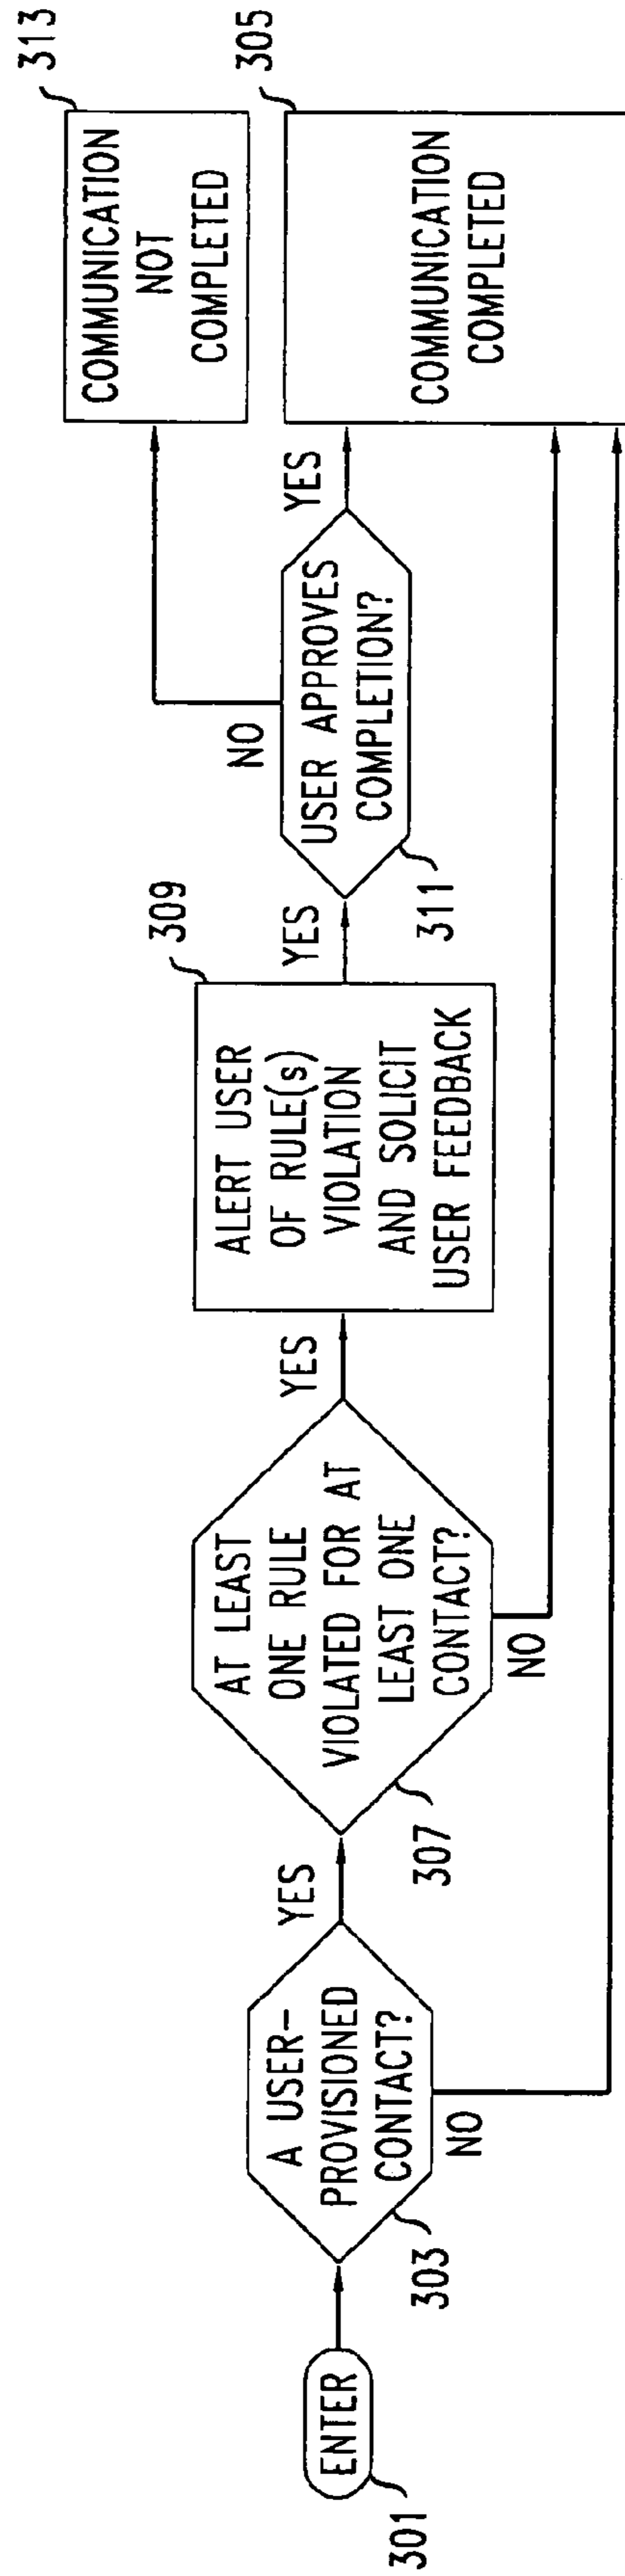 301
ENTER
303
A USER-
PROVISIONED
CONTACT?
NO
YES
307
AT LEAST
ONE RULE
VIOLATED FOR AT
LEAST ONE
CONTACT?
NO
YES
309
ALERT USER
OF RULE(s)
VIOLATION
AND SOLICIT
USER FEEDBACK
YES
311
USER APPROVES
COMPLETION?
NO
YES
313
COMMUNICATION
NOT
COMPLETED
305
COMMUNICATION
COMPLETED